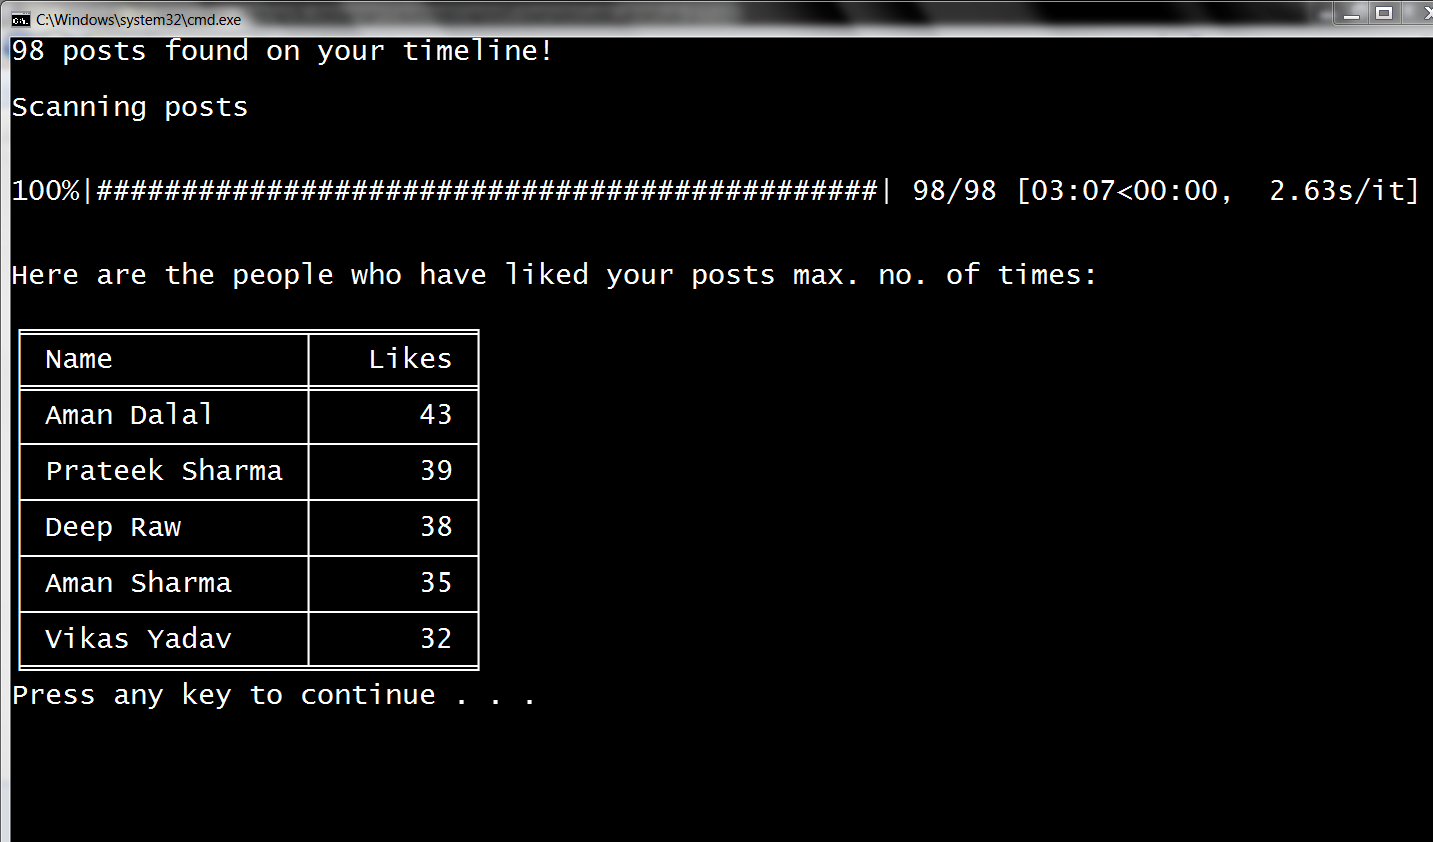 C:\Windows\system32\cmd.exe
98 posts found on your timeline!
Scanning posts
100%|##############################################| 98/98 [03:07<00:00,  2.63s/it]
Here are the people who have liked your posts max. no. of times:
Name Likes
Aman Dalal 43
Prateek Sharma 39
Deep Raw 38
Aman Sharma 35
Vikas Yadav 32
Press any key to continue . . .